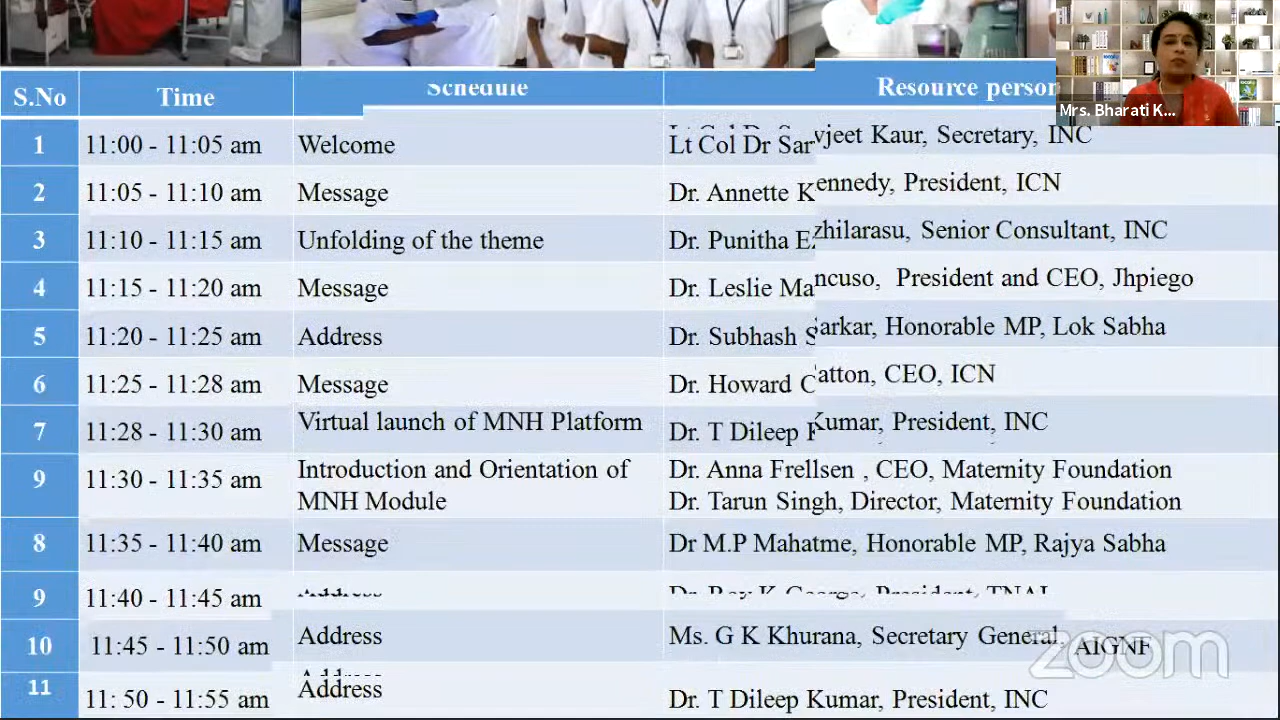 S.No Time Schedule Resource person
Mrs. Bharati K...
1 11:00 - 11:05 am Welcome Lt Col Dr Sarvjeet Kaur, Secretary, INC
2 11:05 - 11:10 am Message Dr. Annette Kennedy, President, ICN
3 11:10 - 11:15 am Unfolding of the theme Dr. Punitha Ezhilarasu, Senior Consultant, INC
4 11:15 - 11:20 am Message Dr. Leslie Mancuso, President and CEO, Jhpiego
5 11:20 - 11:25 am Address Dr. Subhash Sarkar, Honorable MP, Lok Sabha
6 11:25 - 11:28 am Message Dr. Howard Catton, CEO, ICN
7 11:28 - 11:30 am Virtual launch of MNH Platform Dr. T Dileep Kumar, President, INC
9 11:30 - 11:35 am Introduction and Orientation of Dr. Anna Frellsen , CEO, Maternity Foundation
MNH Module Dr. Tarun Singh, Director, Maternity Foundation
8 11:35 - 11:40 am Message Dr M.P Mahatme, Honorable MP, Rajya Sabha
9 11:40 - 11:45 am Address Dr. Roy K George, President, TNAI
10 11:45 - 11:50 am Address Ms. G K Khurana, Secretary General, AIGNF
zoom
11 11: 50 - 11:55 am Address Dr. T Dileep Kumar, President, INC